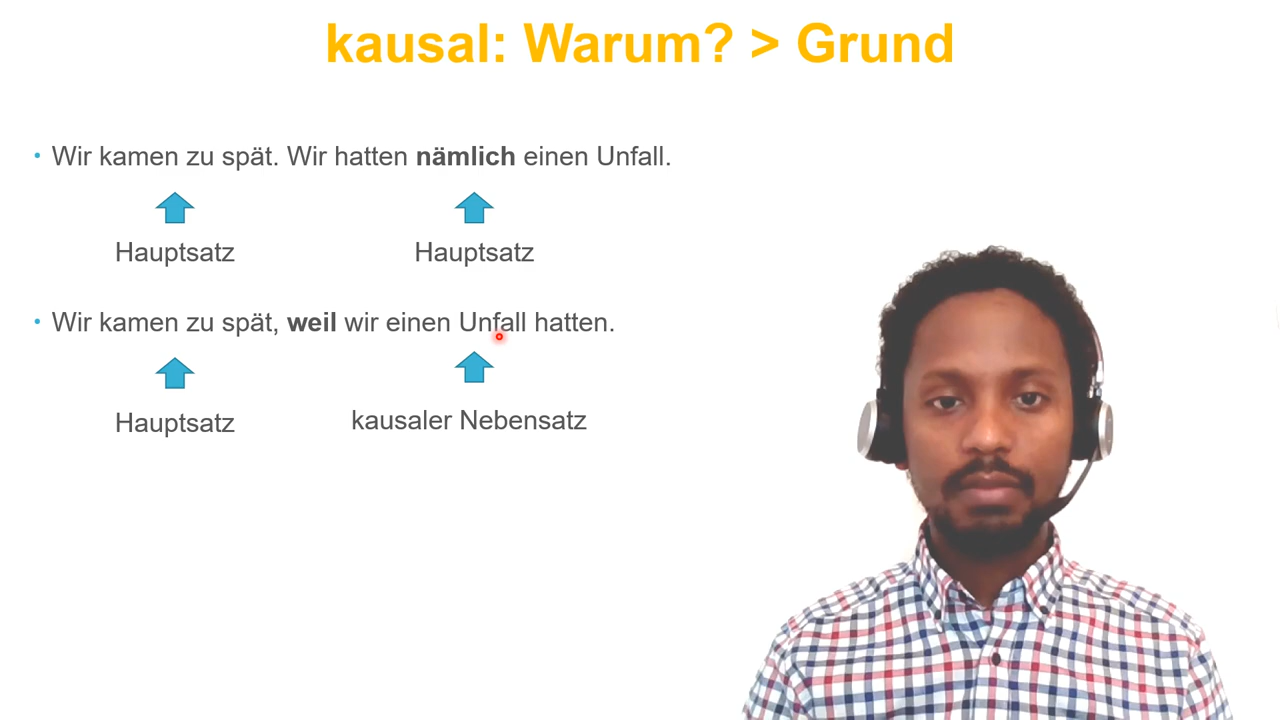 kausal: Warum? > Grund
• Wir kamen zu spät. Wir hatten nämlich einen Unfall.
Hauptsatz Hauptsatz
• Wir kamen zu spät, weil wir einen Unfall hatten.
Hauptsatz kausaler Nebensatz